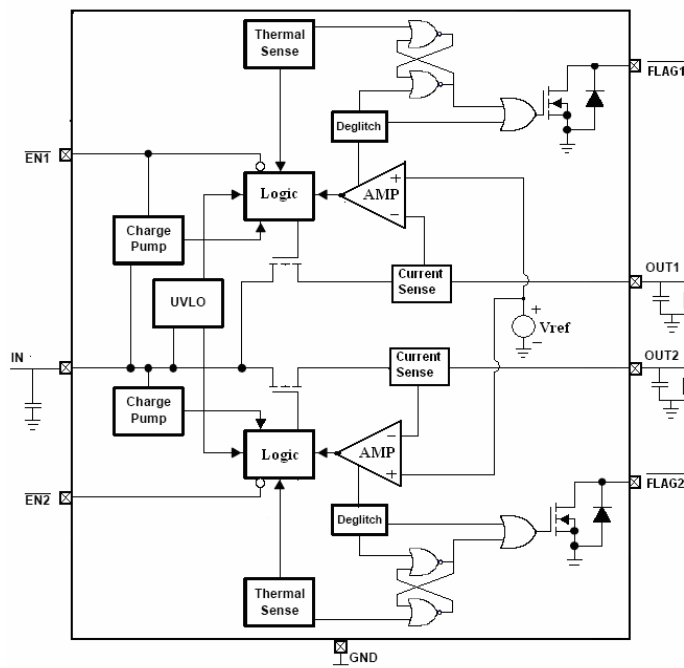 Thermal
Sense
FLAG1
Deglitch
EN1
Logic
+
AMP
−
Charge
Pump
Current
Sense
OUT1
UVLO
+
Vref
−
IN
Current
Sense
OUT2
Charge
Pump
−
AMP
+
Logic
EN2
FLAG2
Deglitch
Thermal
Sense
GND